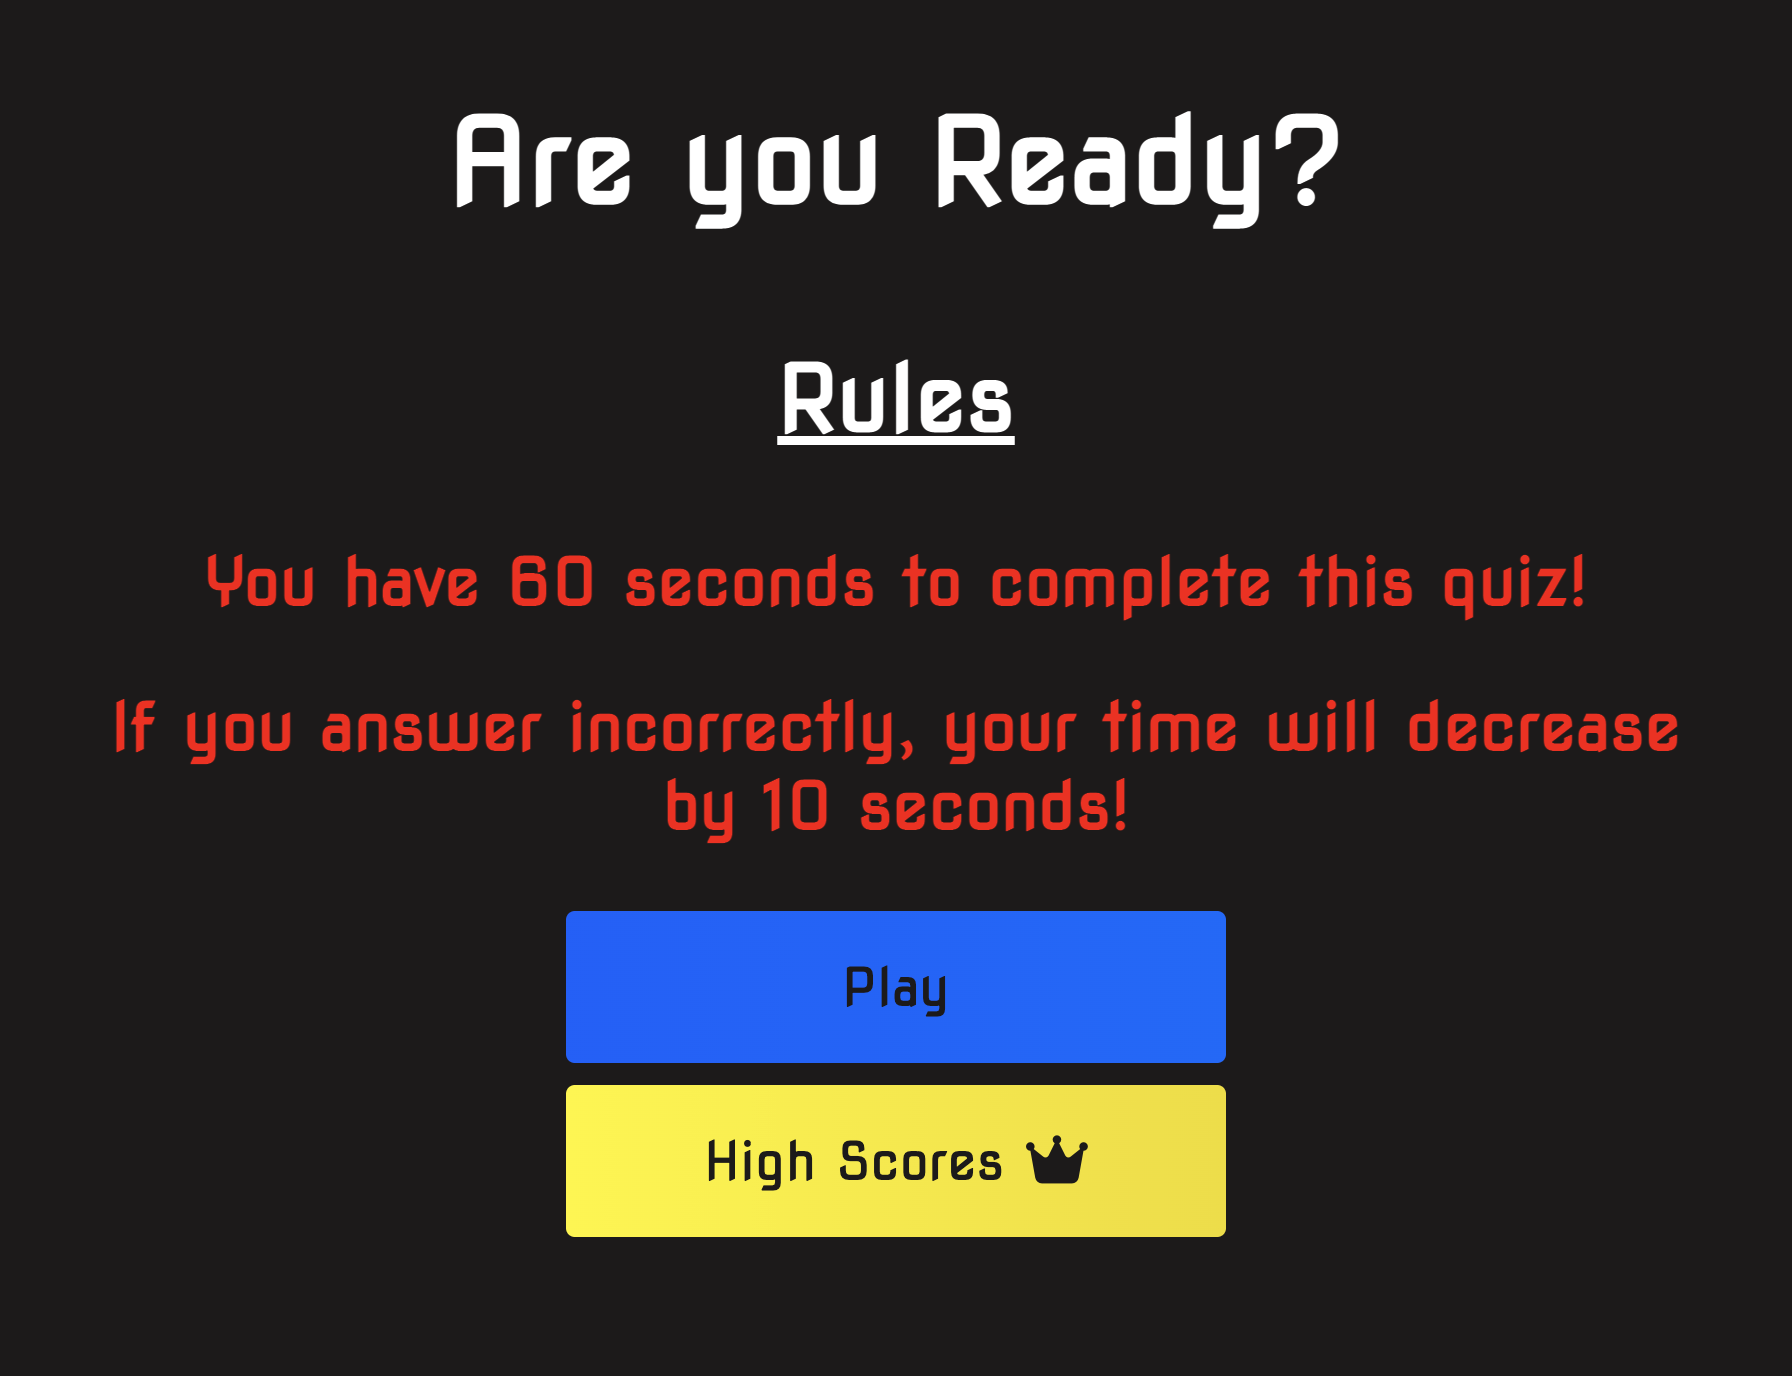 Are you Ready?
Rules
You have 60 seconds to complete this quiz!
If you answer incorrectly, your time will decrease
by 10 seconds!
Play
High Scores